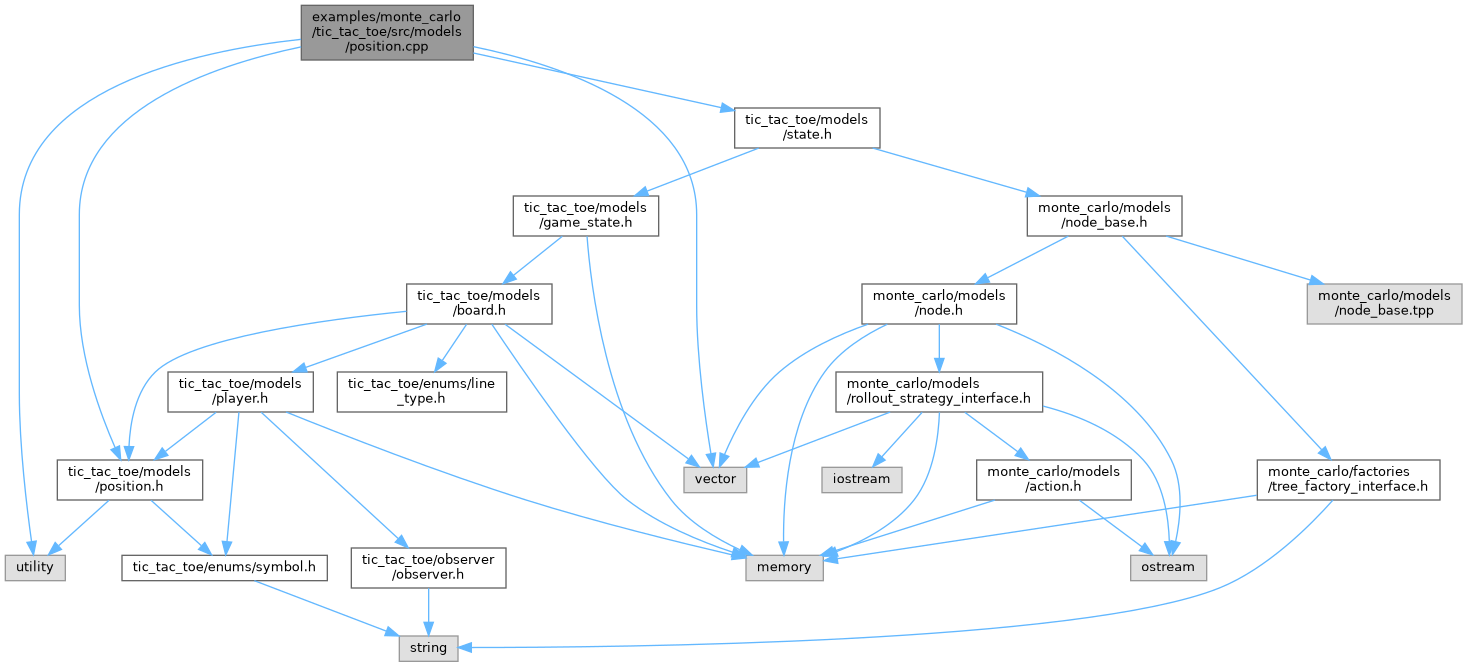 examples/monte_carlo
/tic_tac_toe/src/models
/position.cpp
tic_tac_toe/models
/state.h
tic_tac_toe/models
/game_state.h
monte_carlo/models
/node_base.h
tic_tac_toe/models
/board.h
monte_carlo/models
/node.h
monte_carlo/models
/node_base.tpp
tic_tac_toe/models
/player.h
tic_tac_toe/enums/line
_type.h
monte_carlo/models
/rollout_strategy_interface.h
tic_tac_toe/models
/position.h
vector
iostream
monte_carlo/models
/action.h
monte_carlo/factories
/tree_factory_interface.h
utility
tic_tac_toe/enums/symbol.h
tic_tac_toe/observer
/observer.h
memory
ostream
string